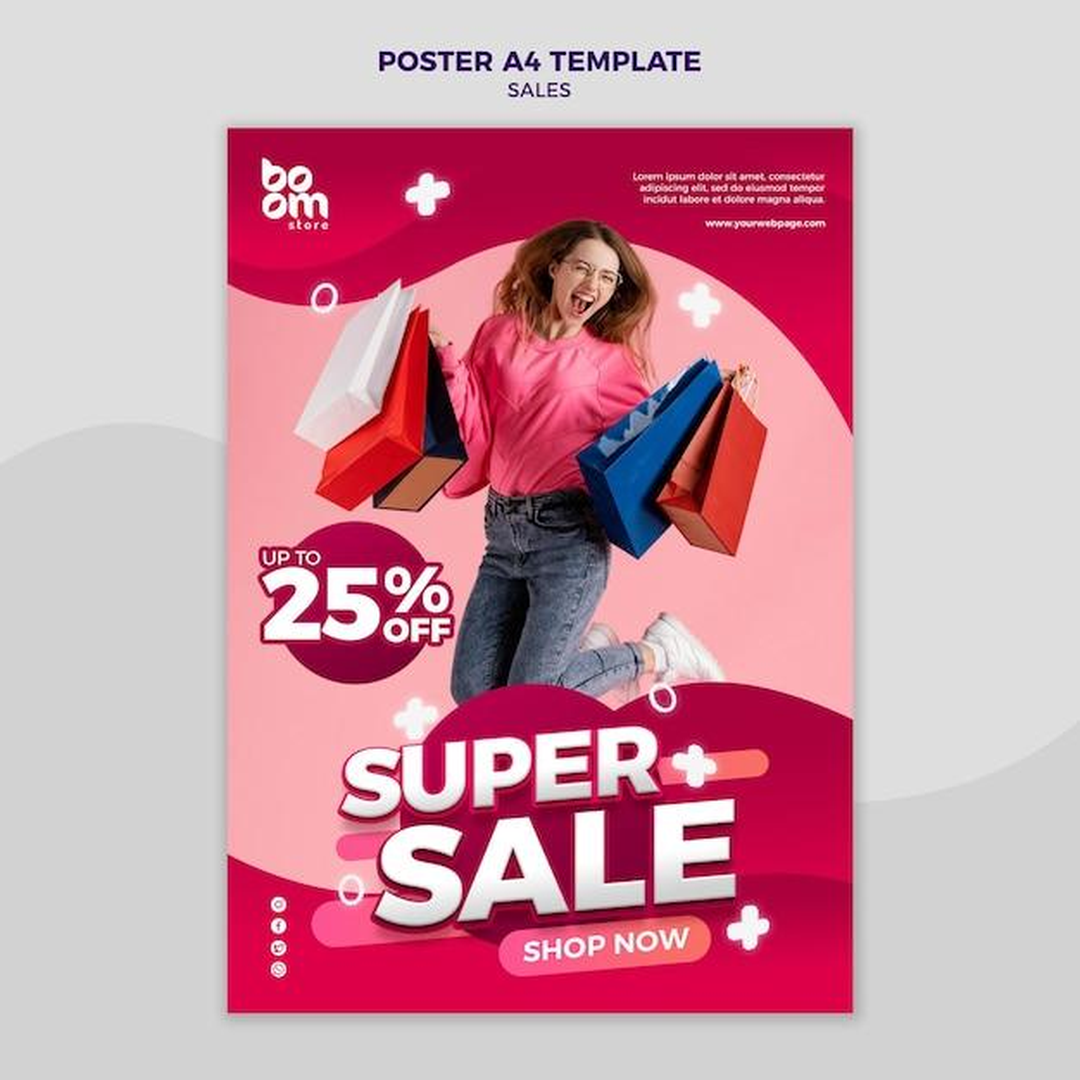 POSTER A4 TEMPLATE
SALES
bo
om
store
Lorem ipsum dolor sit amet, consectetur
adipiscing elit, sed do eiusmod tempor
incidut labore et dolore magna aliqua.
www.yourwebpage.com
UP TO
25%
OFF
SUPER
SALE
SHOP NOW